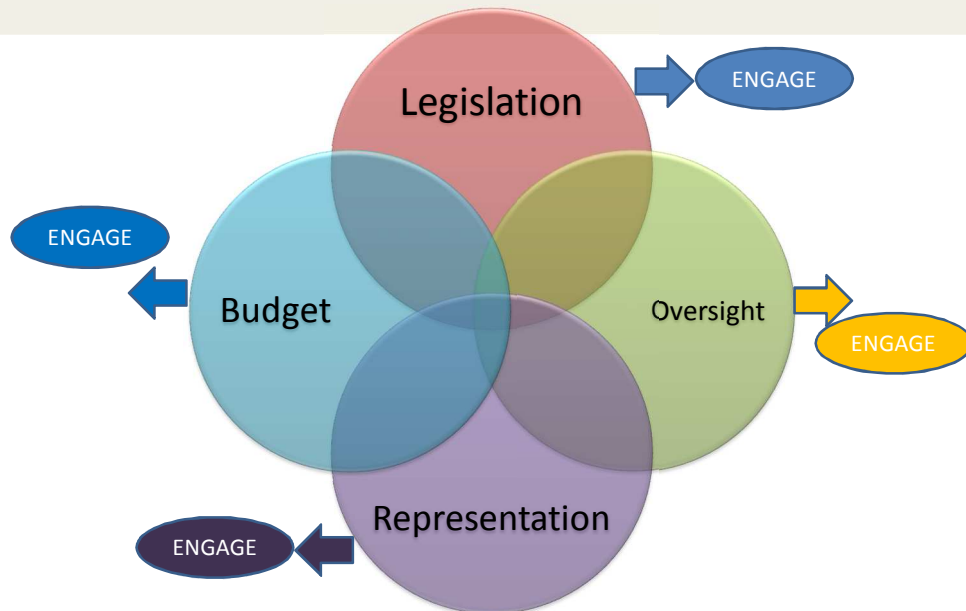 Legislation
ENGAGE
ENGAGE
Budget
Oversight
ENGAGE
Representation
ENGAGE